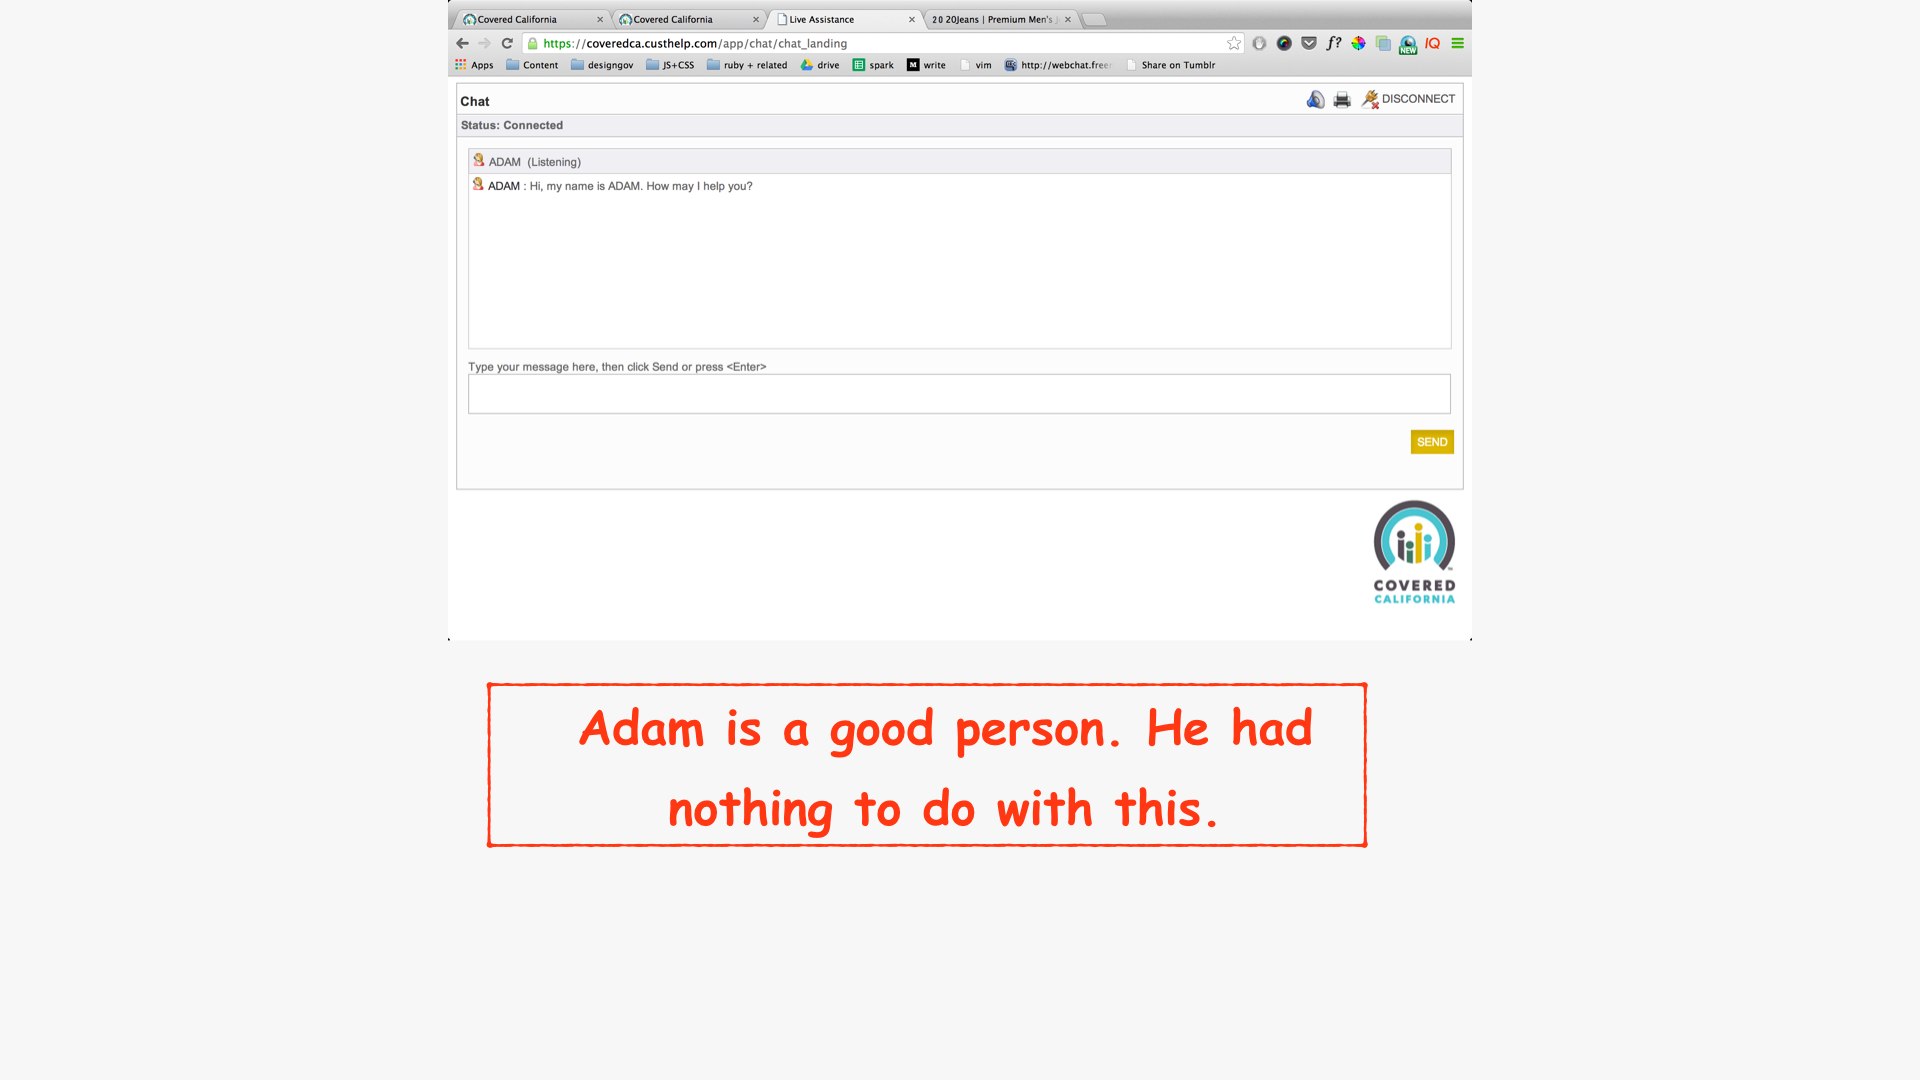 Covered California
Covered California
Live Assistance
20 20Jeans | Premium Men's
https://coveredca.custhelp.com/app/chat/chat_landing
f?
NEW
IQ
Apps Content designgov JS+CSS ruby + related drive spark M write vim http://webchat.free Share on Tumblr
Chat
DISCONNECT
Status: Connected
ADAM (Listening)
ADAM : Hi, my name is ADAM. How may I help you?
Type your message here, then click Send or press <Enter>
SEND
COVERED
CALIFORNIA
Adam is a good person. He had
nothing to do with this.